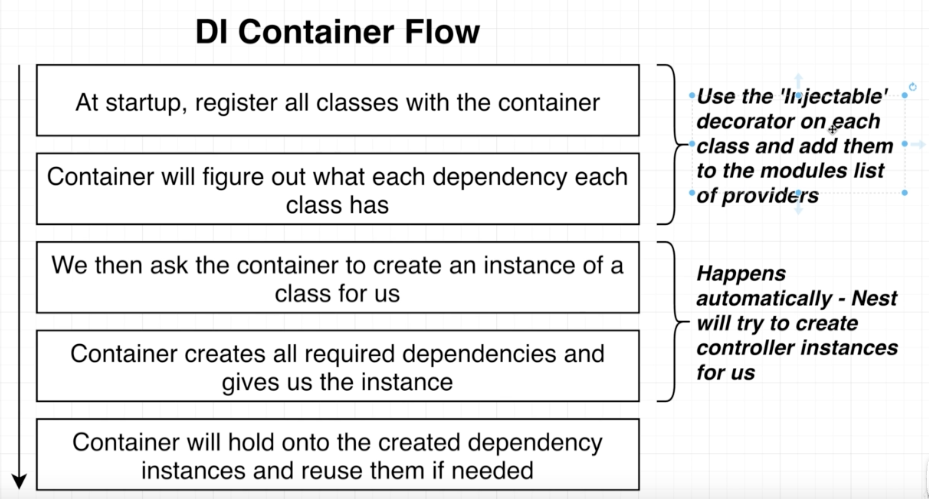 DI Container Flow
At startup, register all classes with the container
Container will figure out what each dependency each
class has
We then ask the container to create an instance of a
class for us
Container creates all required dependencies and
gives us the instance
Container will hold onto the created dependency
instances and reuse them if needed
Use the 'Injectable'
decorator on each
class and add them
to the modules list
of providers
Happens
automatically - Nest
will try to create
controller instances
for us